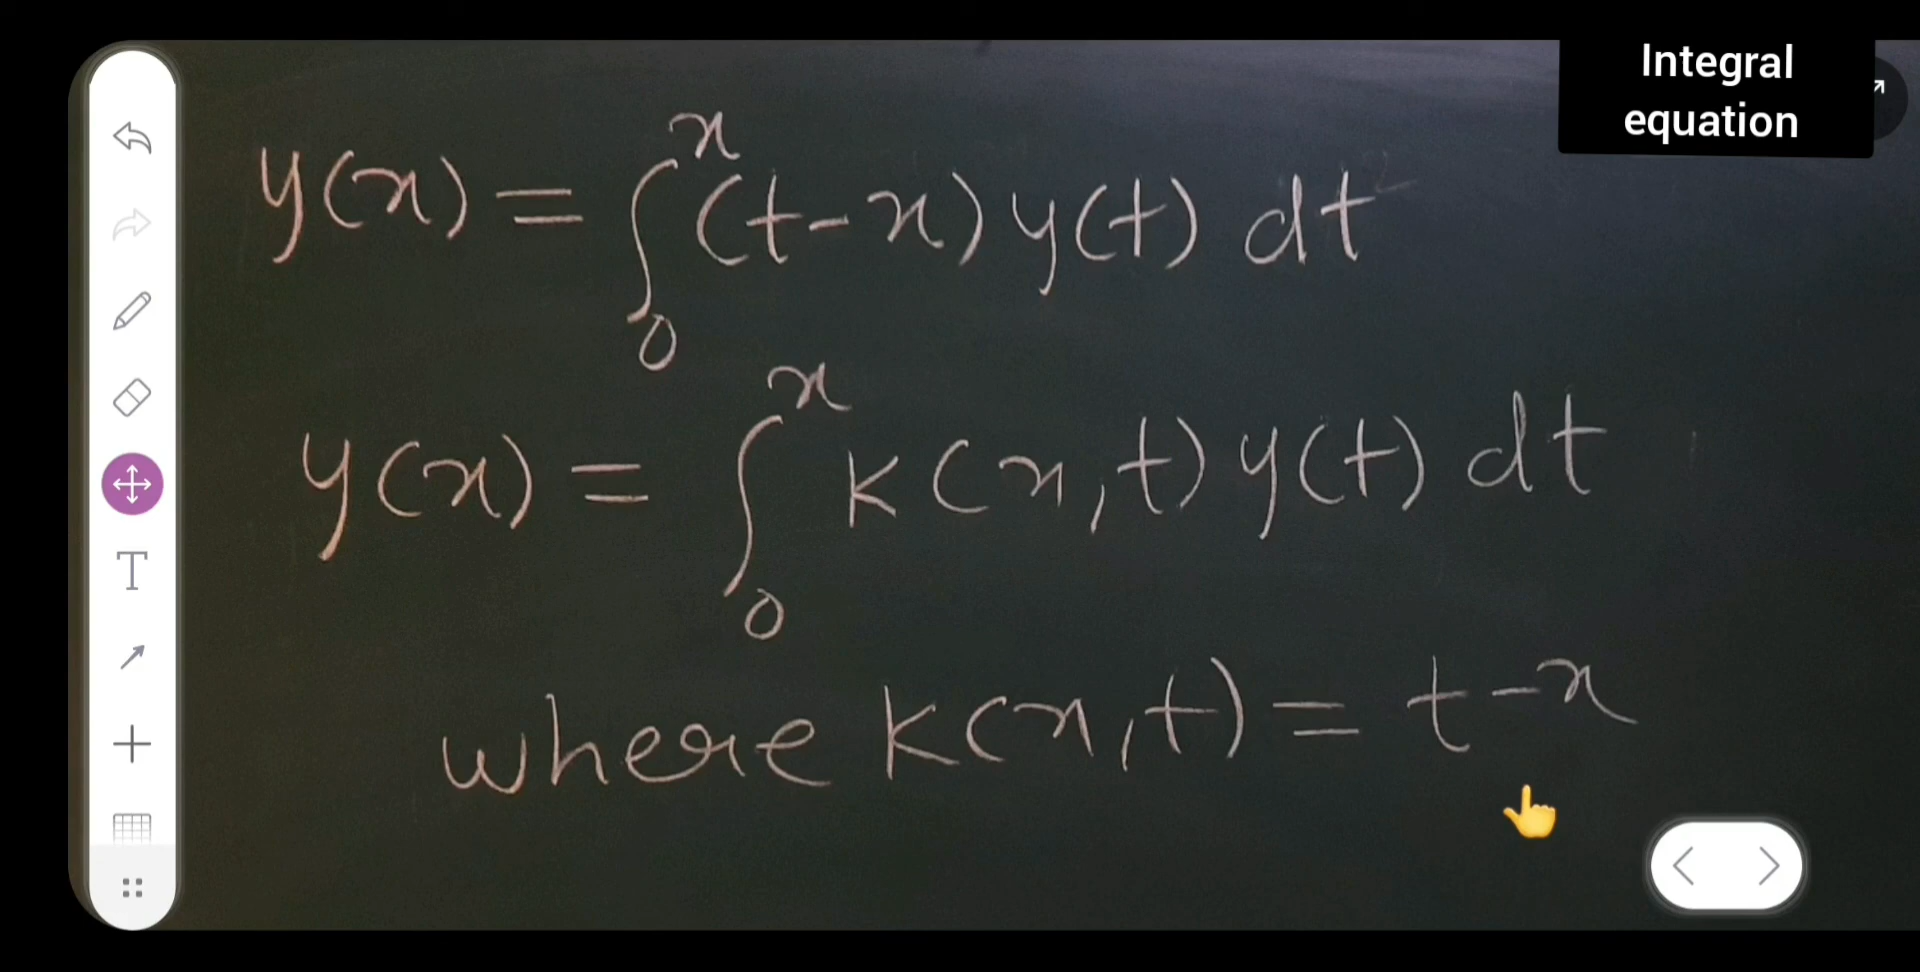 Integral
equation
y(x) = ∫₀ˣ (t-x) y(t) dt
y(x) = ∫₀ˣ K(x,t) y(t) dt
where K(x,t) = t-x
T